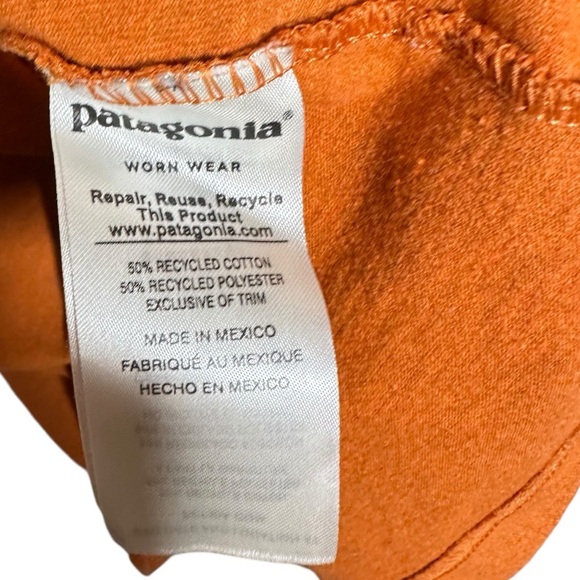 patagonia®
WORN WEAR
Repair, Reuse, Recycle
This Product
www.patagonia.com
50% RECYCLED COTTON
50% RECYCLED POLYESTER
EXCLUSIVE OF TRIM
MADE IN MEXICO
FABRIQUÉ AU MEXIQUE
HECHO EN MEXICO